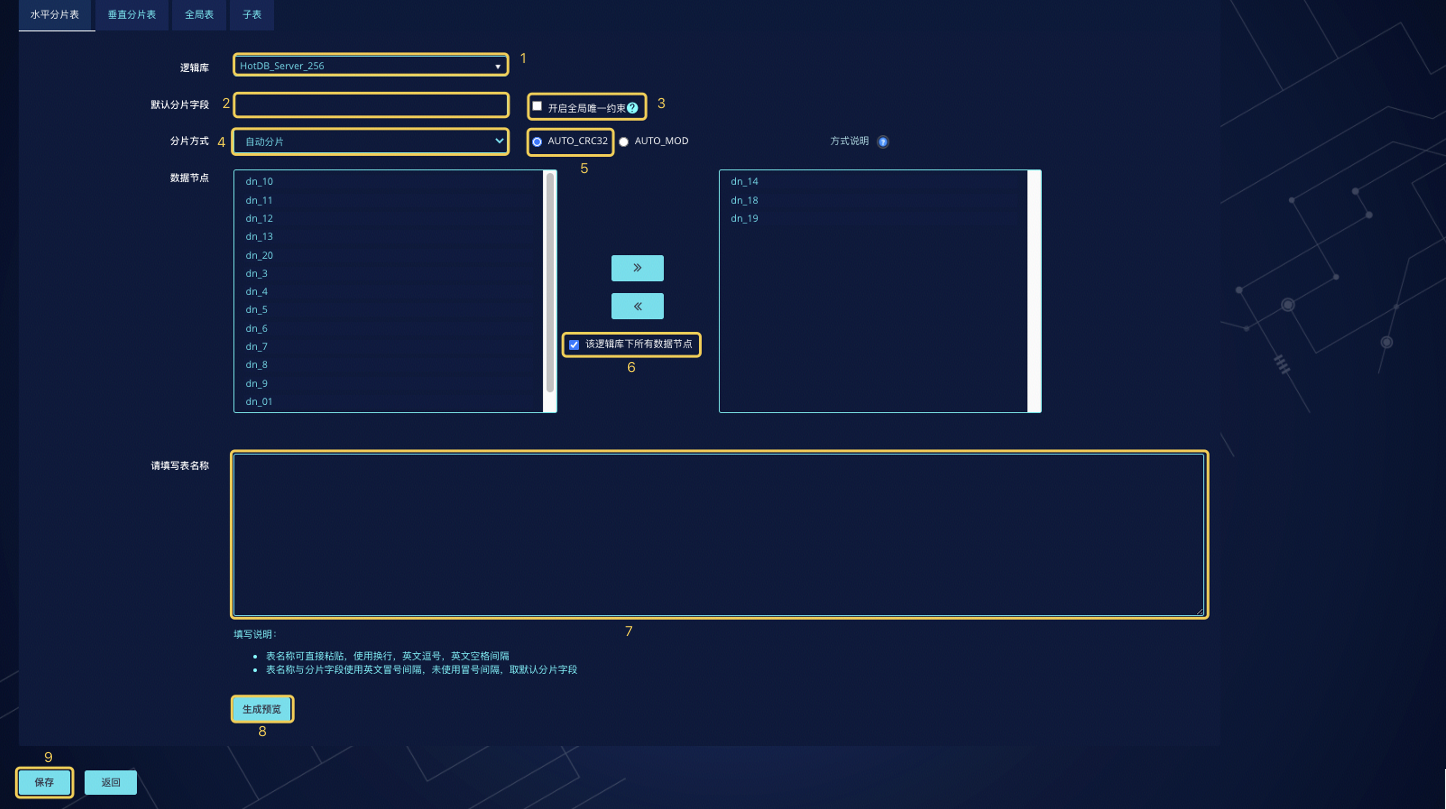 水平分片表 垂直分片表 全局表 子表
逻辑库 HotDB_Server_256 1
默认分片字段 2 开启全局唯一约束 ? 3
分片方式 4 自动分片 AUTO_CRC32 AUTO_MOD 方式说明 ?
5
数据节点
dn_10
dn_11
dn_12
dn_13
dn_20
dn_3
dn_4
dn_5
dn_6
dn_7
dn_8
dn_9
dn_01
»
«
该逻辑库下所有数据节点
6
dn_14
dn_18
dn_19
请填写表名称
7
填写说明：
• 表名称可直接粘贴，使用换行，英文逗号，英文空格间隔
• 表名称与分片字段使用英文冒号间隔，未使用冒号间隔，取默认分片字段
生成预览
8
9
保存 返回